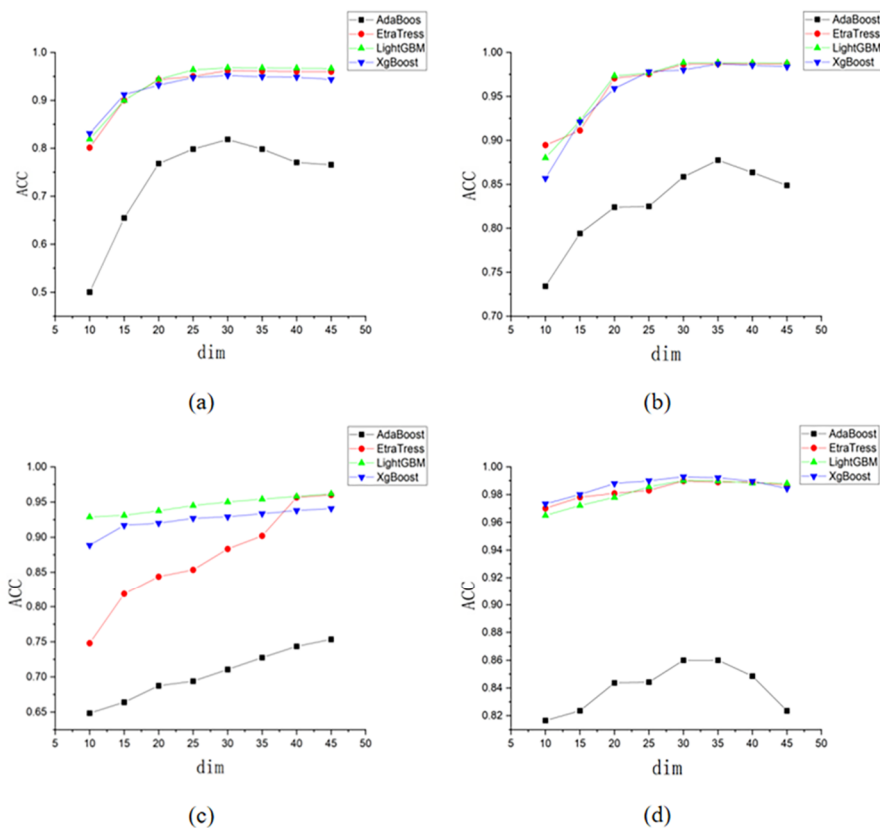 AdaBoos
EtraTress
LightGBM
XgBoost
1.0
0.9
0.8
0.7
0.6
0.5
ACC
5 10 15 20 25 30 35 40 45 50
dim
(a)
AdaBoost
EtraTress
LightGBM
XgBoost
1.00
0.95
0.90
0.85
0.80
0.75
0.70
ACC
5 10 15 20 25 30 35 40 45 50
dim
(b)
AdaBoost
EtraTress
LightGBM
XgBoost
1.00
0.95
0.90
0.85
0.80
0.75
0.70
0.65
ACC
5 10 15 20 25 30 35 40 45 50
dim
(c)
AdaBoost
EtraTress
LightGBM
XgBoost
1.00
0.98
0.96
0.94
0.92
0.90
0.88
0.86
0.84
0.82
ACC
5 10 15 20 25 30 35 40 45 50
dim
(d)